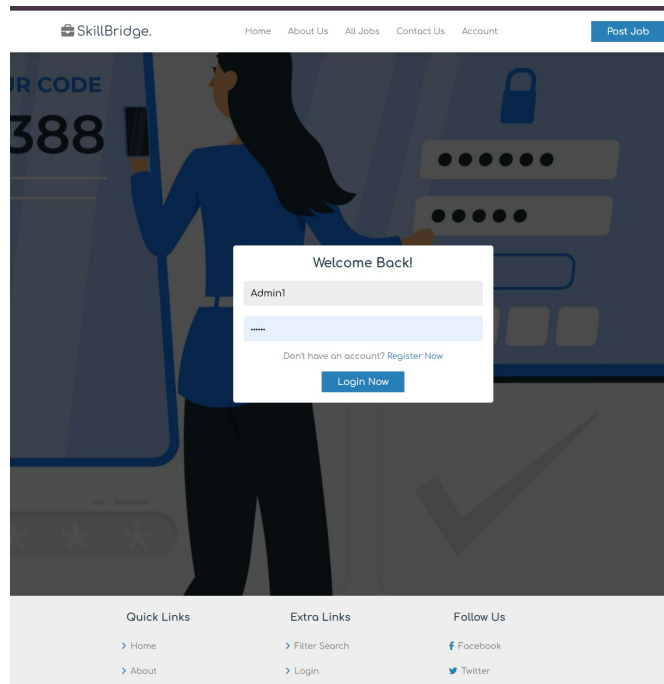 SkillBridge.
Home About Us All Jobs Contact Us Account
Post Job
UR CODE
388
Welcome Back!
Admin1
••••••
Don't have an account? Register Now
Login Now
Quick Links
Extra Links
Follow Us
Home
Filter Search
Facebook
About
Login
Twitter